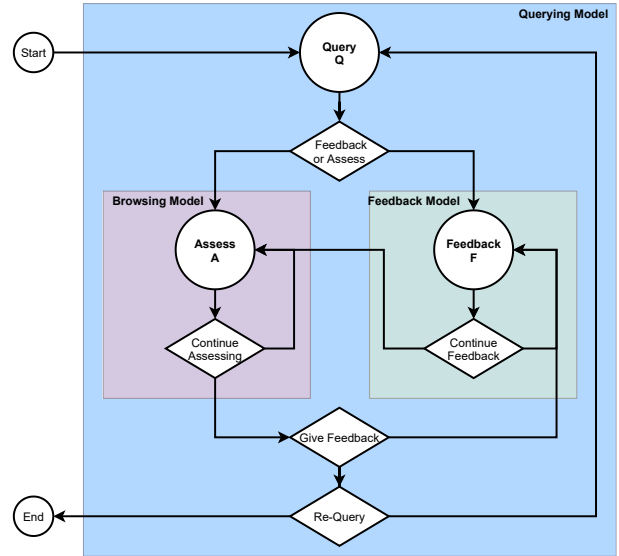 Querying Model
Start
Query
Q
Feedback
or Assess
Browsing Model
Feedback Model
Assess
A
Feedback
F
Continue
Assessing
Continue
Feedback
Give Feedback
End
Re-Query